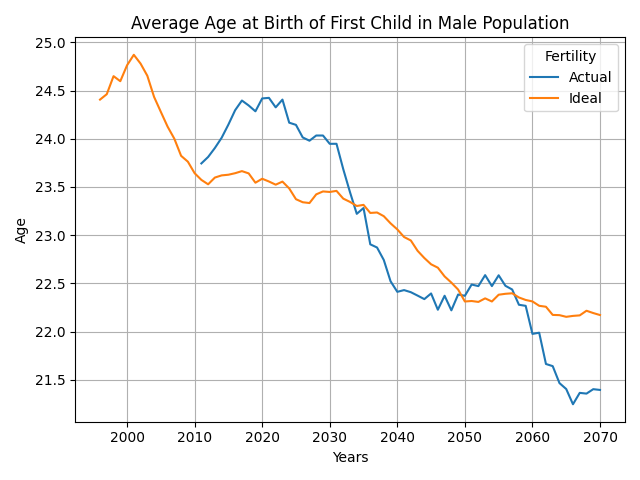 Average Age at Birth of First Child in Male Population
Fertility
Actual
Ideal
Age
25.0
24.5
24.0
23.5
23.0
22.5
22.0
21.5
2000 2010 2020 2030 2040 2050 2060 2070
Years